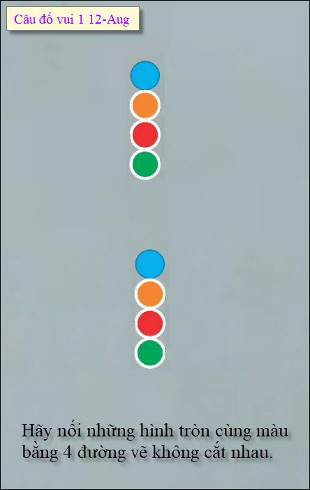 Câu đố vui 1 12-Aug
Hãy nối những hình tròn cùng màu
bằng 4 đường vẽ không cắt nhau.